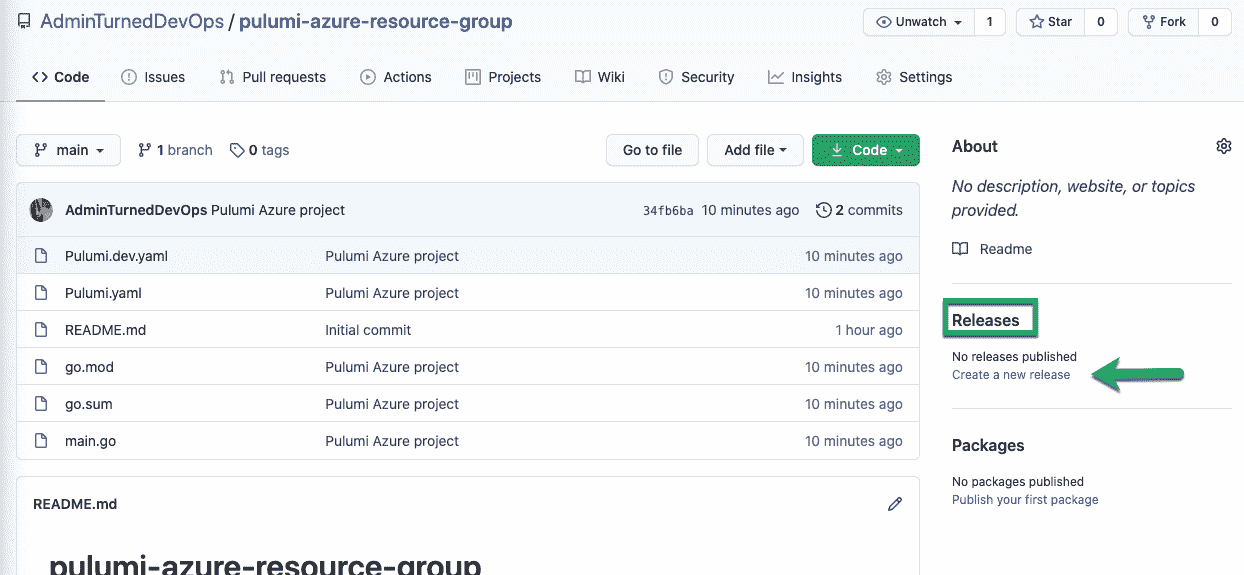 AdminTurnedDevOps / pulumi-azure-resource-group
Unwatch 1 Star 0 Fork 0
Code Issues Pull requests Actions Projects Wiki Security Insights Settings
main 1 branch 0 tags Go to file Add file Code
AdminTurnedDevOps Pulumi Azure project 34fb6ba 10 minutes ago 2 commits
Pulumi.dev.yaml Pulumi Azure project 10 minutes ago
Pulumi.yaml Pulumi Azure project 10 minutes ago
README.md Initial commit 1 hour ago
go.mod Pulumi Azure project 10 minutes ago
go.sum Pulumi Azure project 10 minutes ago
main.go Pulumi Azure project 10 minutes ago
README.md
pulumi-azure-resource-group
About
No description, website, or topics
provided.
Readme
Releases
No releases published
Create a new release
Packages
No packages published
Publish your first package